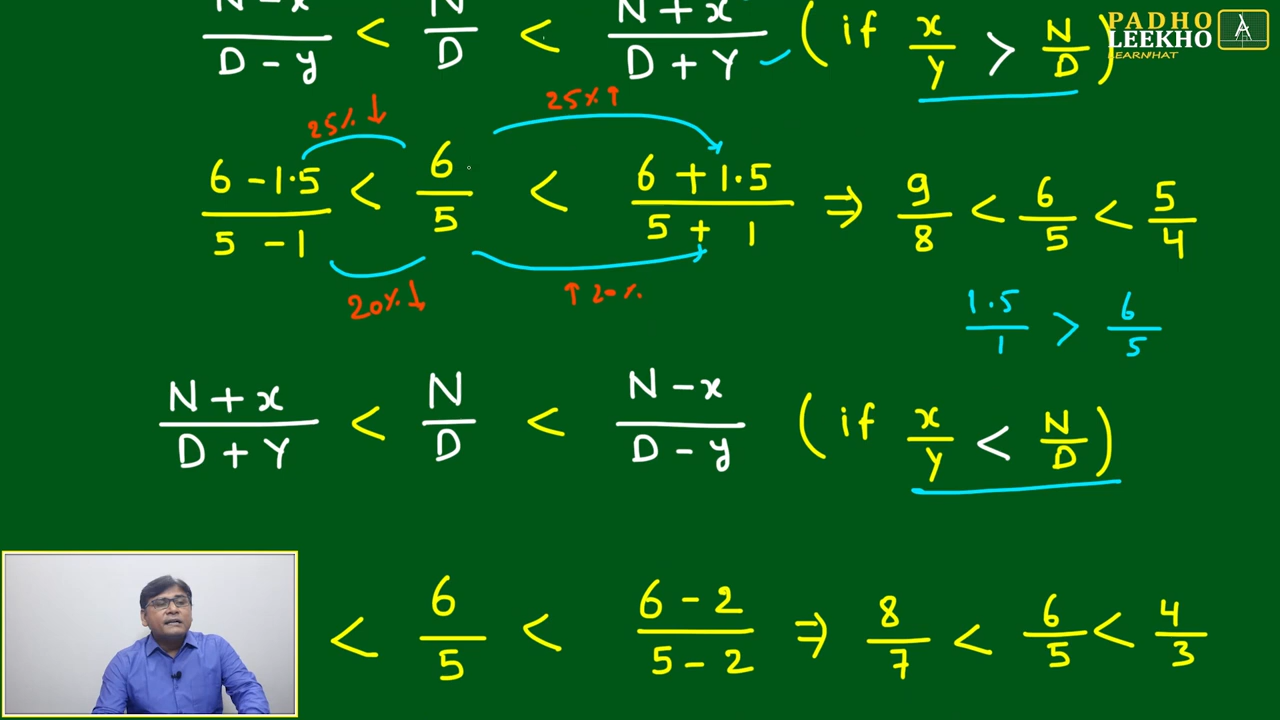 PADHO
LEEKHO
LEARN'HAT
N - x / D - y < N / D < N + x / D + Y (if x / y > N / D)
25% ↓ 25% ↑
6 - 1.5 / 5 - 1 < 6 / 5 < 6 + 1.5 / 5 + 1 ⇒ 9 / 8 < 6 / 5 < 5 / 4
20% ↓ ↑ 20%
1.5 / 1 > 6 / 5
N + x / D + Y < N / D < N - x / D - y (if x / y < N / D)
< 6 / 5 < 6 - 2 / 5 - 2 ⇒ 8 / 7 < 6 / 5 < 4 / 3